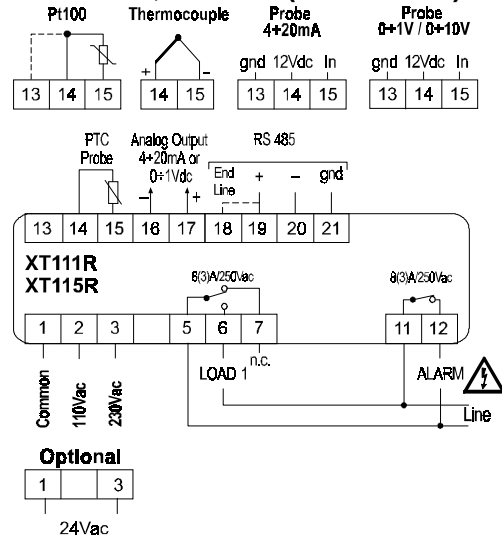 Pt100 Thermocouple Probe Probe
4÷20mA 0÷1V / 0÷10V
+ - gnd 12Vdc In gnd 12Vdc In
13 14 15 14 15 13 14 15 13 14 15
PTC Analog Output RS 485
Probe 4÷20mA or
0÷1Vdc End + - gnd
- + Line
13 14 15 16 17 18 19 20 21
XT111R
XT115R
6(3)A/250Vac 8(3)A/250Vac
1 2 3 5 6 7 11 12
n.c.
LOAD 1 ALARM
Common 110Vac 230Vac
Line
Optional
1 3
24Vac